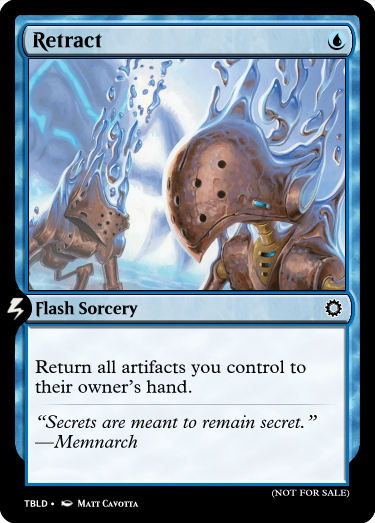 Retract
Flash Sorcery
Return all artifacts you control to
their owner's hand.
“Secrets are meant to remain secret.”
—Memnarch
(NOT FOR SALE)
TBLD • Matt Cavotta